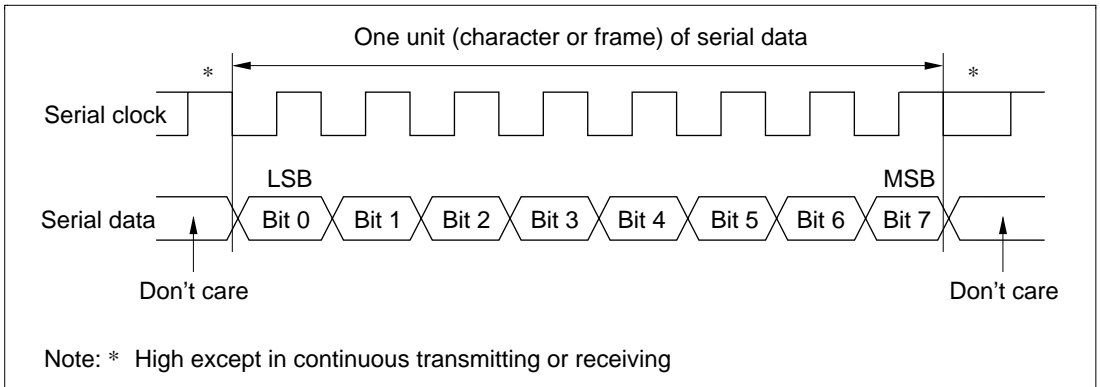 One unit (character or frame) of serial data
* *
Serial clock
LSB MSB
Serial data Bit 0 Bit 1 Bit 2 Bit 3 Bit 4 Bit 5 Bit 6 Bit 7
Don't care Don't care
Note: * High except in continuous transmitting or receiving